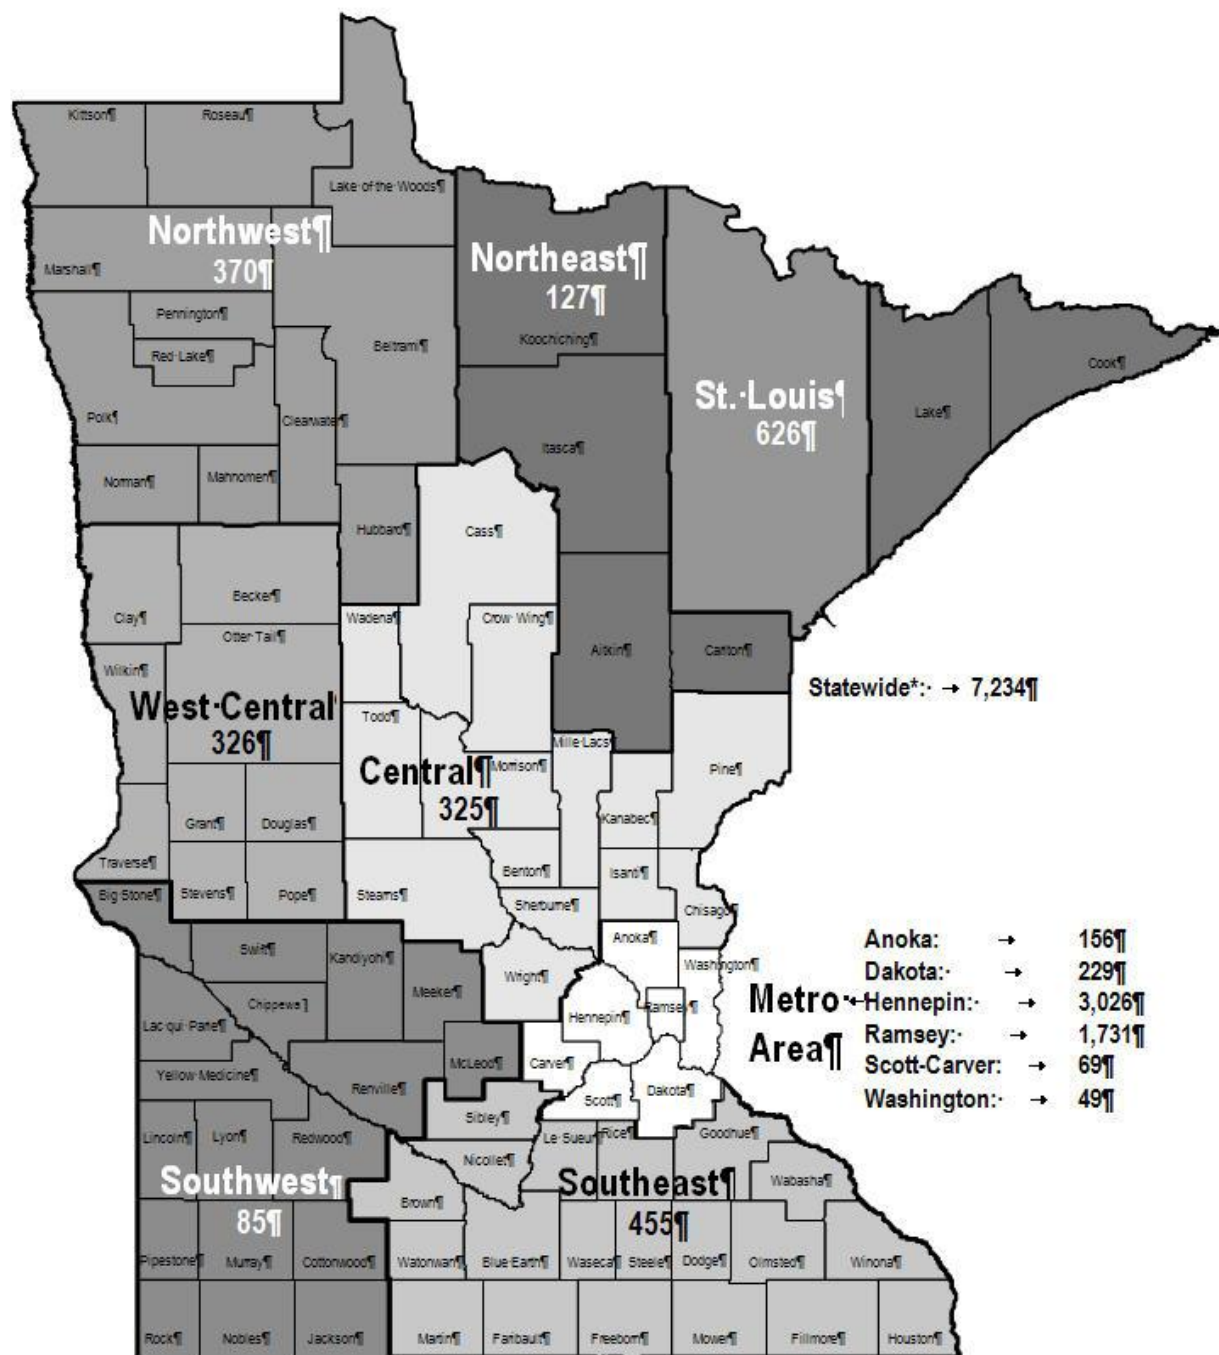 Kittson¶
Roseau¶
Lake·of·the·Woods¶
Northwest¶
370¶
Marshall¶
Northeast¶
127¶
Koochiching¶
Pennington¶
Red·Lake¶
Beltrami¶
Cook¶
Polk¶
Clearwater¶
St.·Louis¶
626¶
Lake¶
Itasca¶
Norman¶
Mahnomen¶
Hubbard¶
Cass¶
Becker¶
Clay¶
Otter·Tail¶
Wadena¶
Crow·Wing¶
Aitkin¶
Carlton¶
Wilkin¶
Statewide*:· → 7,234¶
West·Central
326¶
Todd¶
Mille·Lacs¶
Central¶
325¶
Morrison¶
Pine¶
Grant¶
Douglas¶
Kanabec¶
Traverse¶
Benton¶
Isanti¶
Big·Stone¶
Stevens¶
Pope¶
Stearns¶
Sherburne¶
Chisago¶
Swift¶
Kandiyohi¶
Anoka¶
Anoka: → 156¶
Washington¶
Dakota:· → 229¶
Wright¶
Meeker¶
Chippewa¶
Metro·
Area¶
Hennepin:· → 3,026¶
Ramsey¶
Hennepin¶
Lac·qui·Parle¶
Ramsey:· → 1,731¶
Scott-Carver: → 69¶
McLeod¶
Carver¶
Yellow·Medicine¶
Renville¶
Dakota¶
Scott¶
Washington:· → 49¶
Sibley¶
Lincoln¶
Lyon¶
Redwood¶
Le·Sueur¶
Rice¶
Goodhue¶
Nicollet¶
Southwest¶
85¶
Southeast¶
455¶
Wabasha¶
Brown¶
Pipestone¶
Murray¶
Cottonwood¶
Watonwan¶
Blue·Earth¶
Waseca¶
Steele¶
Dodge¶
Olmsted¶
Winona¶
Rock¶
Nobles¶
Jackson¶
Martin¶
Faribault¶
Freeborn¶
Mower¶
Fillmore¶
Houston¶